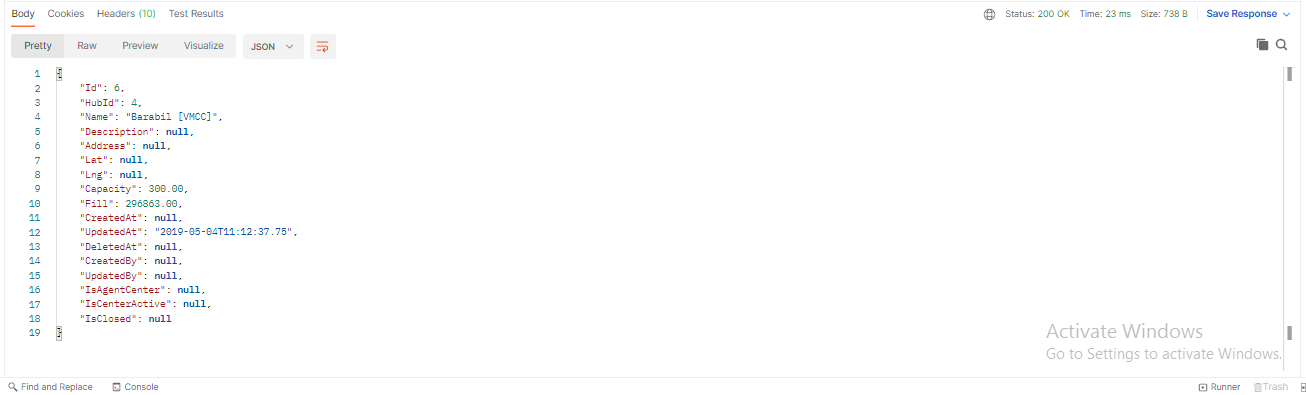 Body Cookies Headers (10) Test Results Status: 200 OK Time: 23 ms Size: 738 B Save Response
Pretty Raw Preview Visualize JSON
1 {
2 "Id": 6,
3 "HubId": 4,
4 "Name": "Barabil [VMCC]",
5 "Description": null,
6 "Address": null,
7 "Lat": null,
8 "Lng": null,
9 "Capacity": 300.00,
10 "Fill": 296863.00,
11 "CreatedAt": null,
12 "UpdatedAt": "2019-05-04T11:12:37.75",
13 "DeletedAt": null,
14 "CreatedBy": null,
15 "UpdatedBy": null,
16 "IsAgentCenter": null,
17 "IsCenterActive": null,
18 "IsClosed": null
19 }
Activate Windows
Go to Settings to activate Windows.
Find and Replace Console Runner Trash